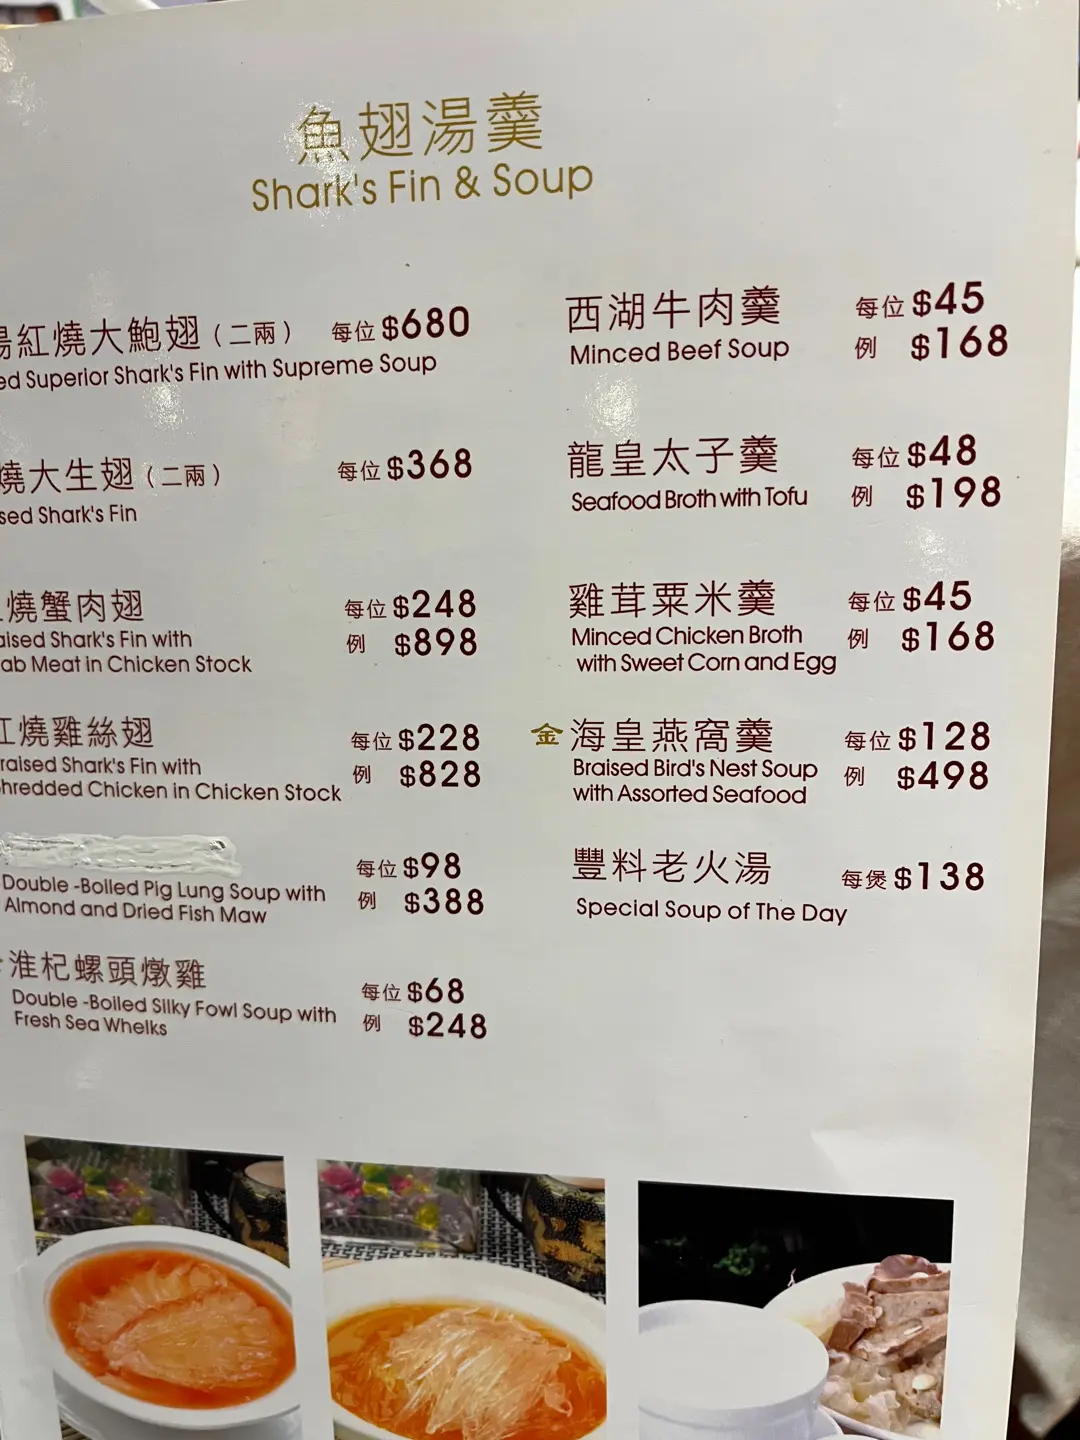 魚翅湯羹
Shark's Fin & Soup
湯紅燒大鮑翅（二兩） 每位 $680
Superior Shark's Fin with Supreme Soup
燒大生翅（二兩） 每位 $368
Shark's Fin
燒蟹肉翅 每位 $248
Shark's Fin with 例 $898
Meat in Chicken Stock
紅燒雞絲翅 每位 $228
Shark's Fin with 例 $828
Chicken in Chicken Stock
每位 $98
Double -Boiled Pig Lung Soup with 例 $388
Almond and Dried Fish Maw
淮杞螺頭燉雞 每位 $68
Double -Boiled Silky Fowl Soup with 例 $248
Fresh Sea Whelks
西湖牛肉羹 每位 $45
Minced Beef Soup 例 $168
龍皇太子羹 每位 $48
Seafood Broth with Tofu 例 $198
雞茸粟米羹 每位 $45
Minced Chicken Broth 例 $168
with Sweet Corn and Egg
金 海皇燕窩羹 每位 $128
Braised Bird's Nest Soup 例 $498
with Assorted Seafood
豐料老火湯 每煲 $138
Special Soup of The Day